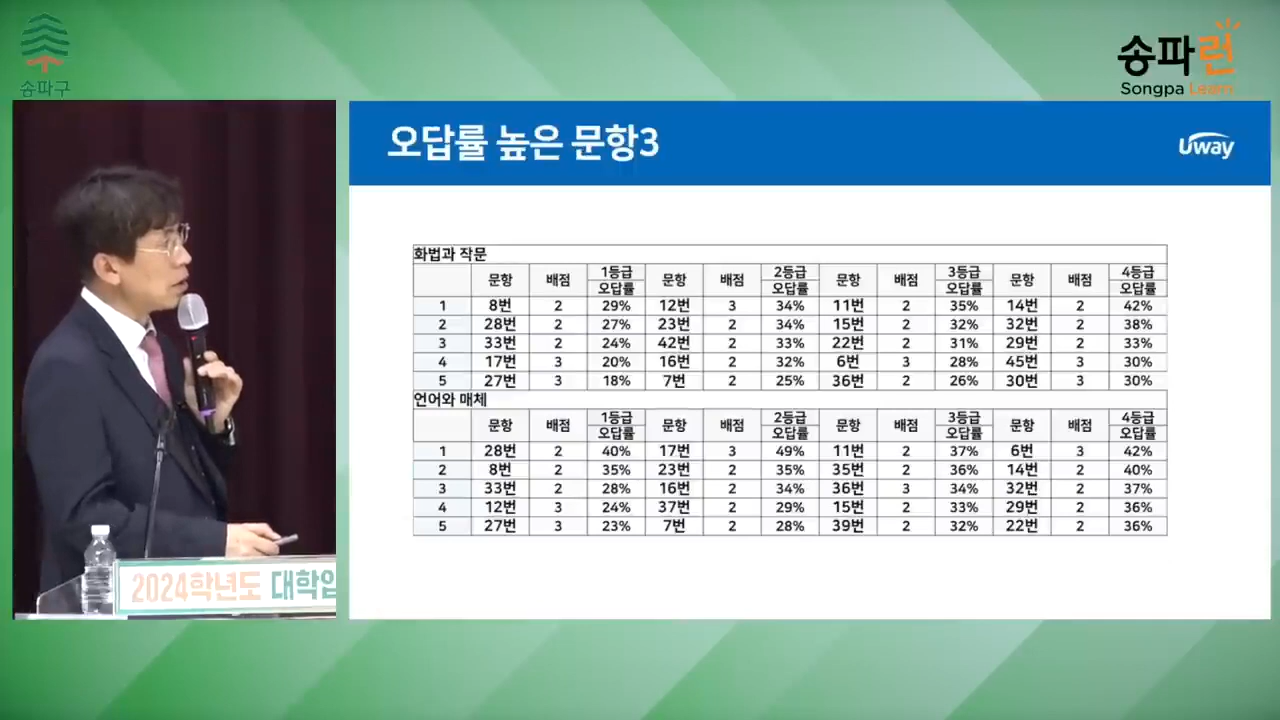 송파구
송파런
Songpa Learn
오답률 높은 문항3
Uway
화법과 작문
문항 배점 1등급 오답률 문항 배점 2등급 오답률 문항 배점 3등급 오답률 문항 배점 4등급 오답률
1 8번 2 29% 12번 3 34% 11번 2 35% 14번 2 42%
2 28번 2 27% 23번 2 34% 15번 2 32% 32번 2 38%
3 33번 2 24% 42번 2 33% 22번 2 31% 29번 2 33%
4 17번 3 20% 16번 2 32% 6번 3 28% 45번 3 30%
5 27번 3 18% 7번 2 25% 36번 2 26% 30번 3 30%
언어와 매체
문항 배점 1등급 오답률 문항 배점 2등급 오답률 문항 배점 3등급 오답률 문항 배점 4등급 오답률
1 28번 2 40% 17번 3 49% 11번 2 37% 6번 3 42%
2 8번 2 35% 23번 2 35% 35번 2 36% 14번 2 40%
3 33번 2 28% 16번 2 34% 36번 3 34% 32번 2 37%
4 12번 3 24% 37번 2 29% 15번 2 33% 29번 2 36%
5 27번 3 23% 7번 2 28% 39번 2 32% 22번 2 36%
2024학년도 대학입